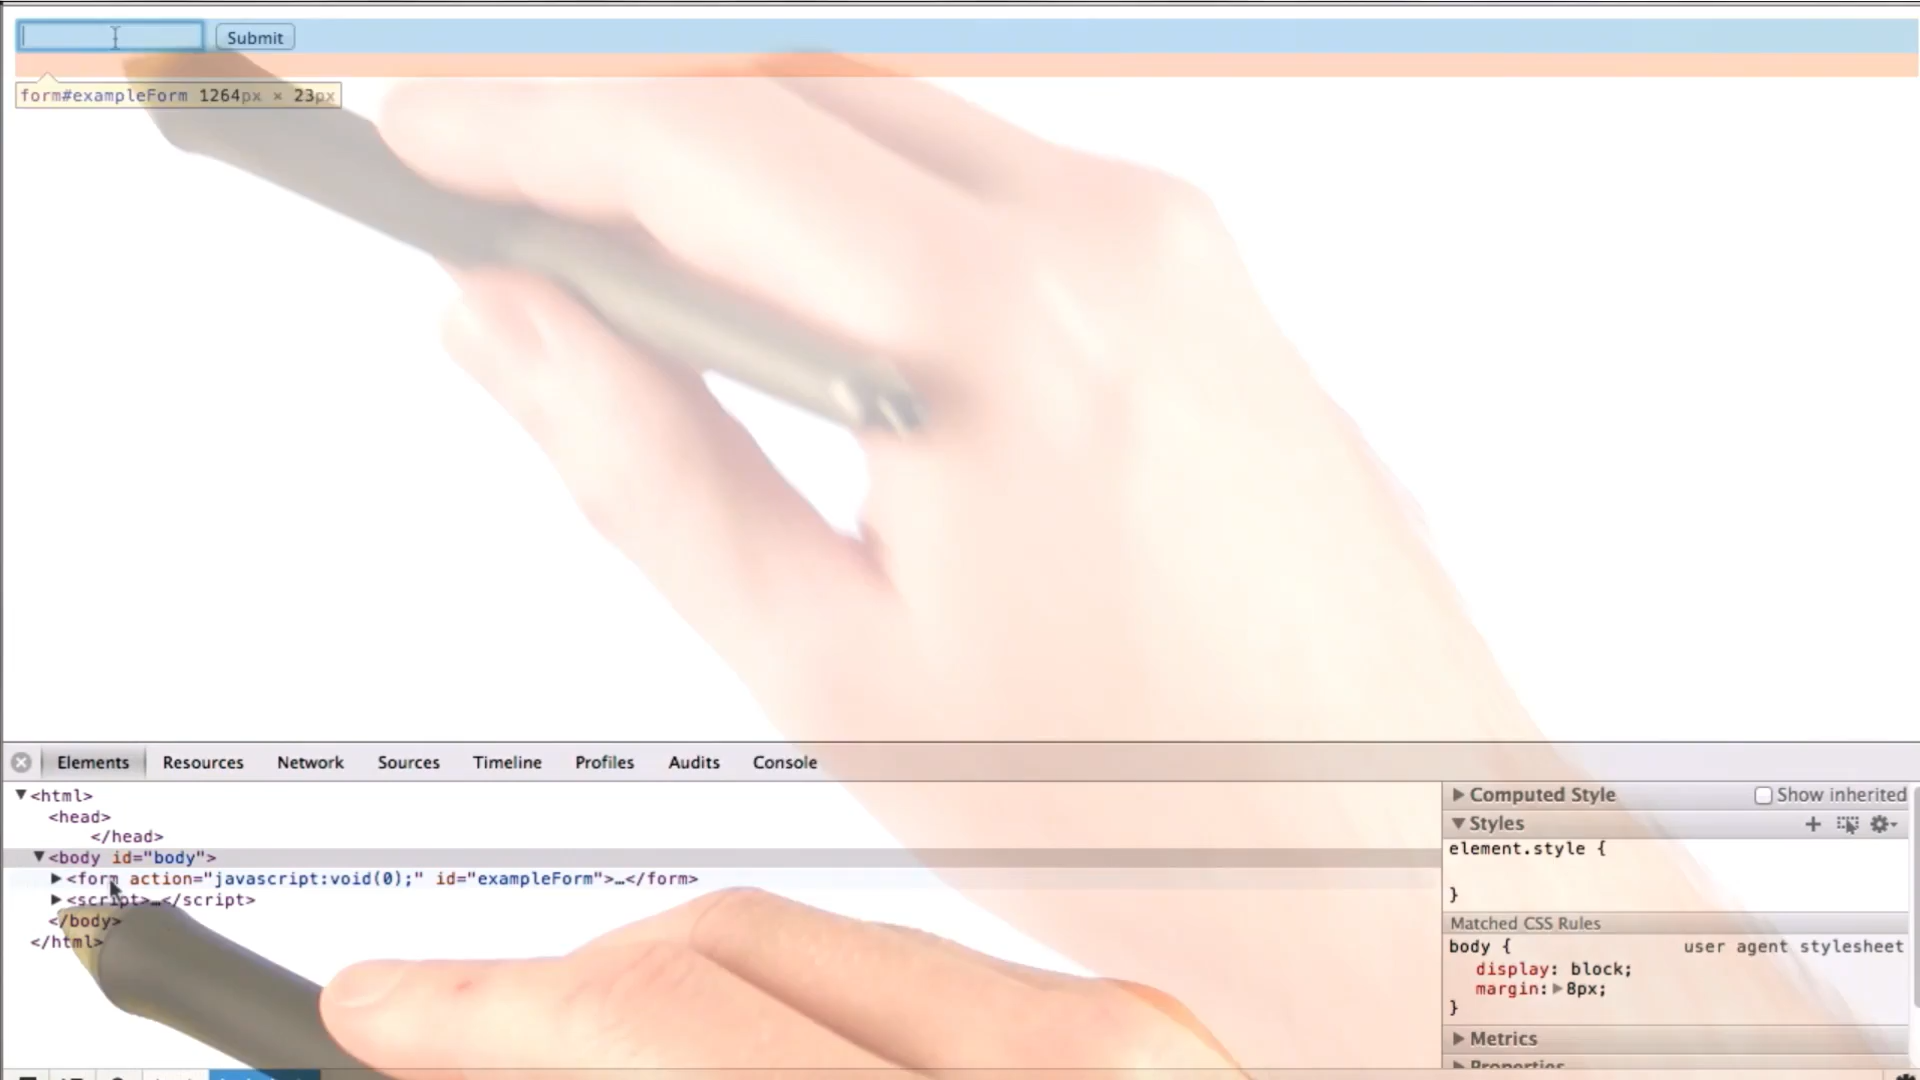 Submit
form#exampleForm 1264px × 23px
Elements Resources Network Sources Timeline Profiles Audits Console
▼<html>
<head>
</head>
▼<body id="body">
▶<form action="javascript:void(0);" id="exampleForm">…</form>
▶<script>…</script>
</body>
</html>
▶ Computed Style Show inherited
▼ Styles
element.style {
}
Matched CSS Rules
body { user agent stylesheet
display: block;
margin:▶8px;
}
▶ Metrics
▶ Properties